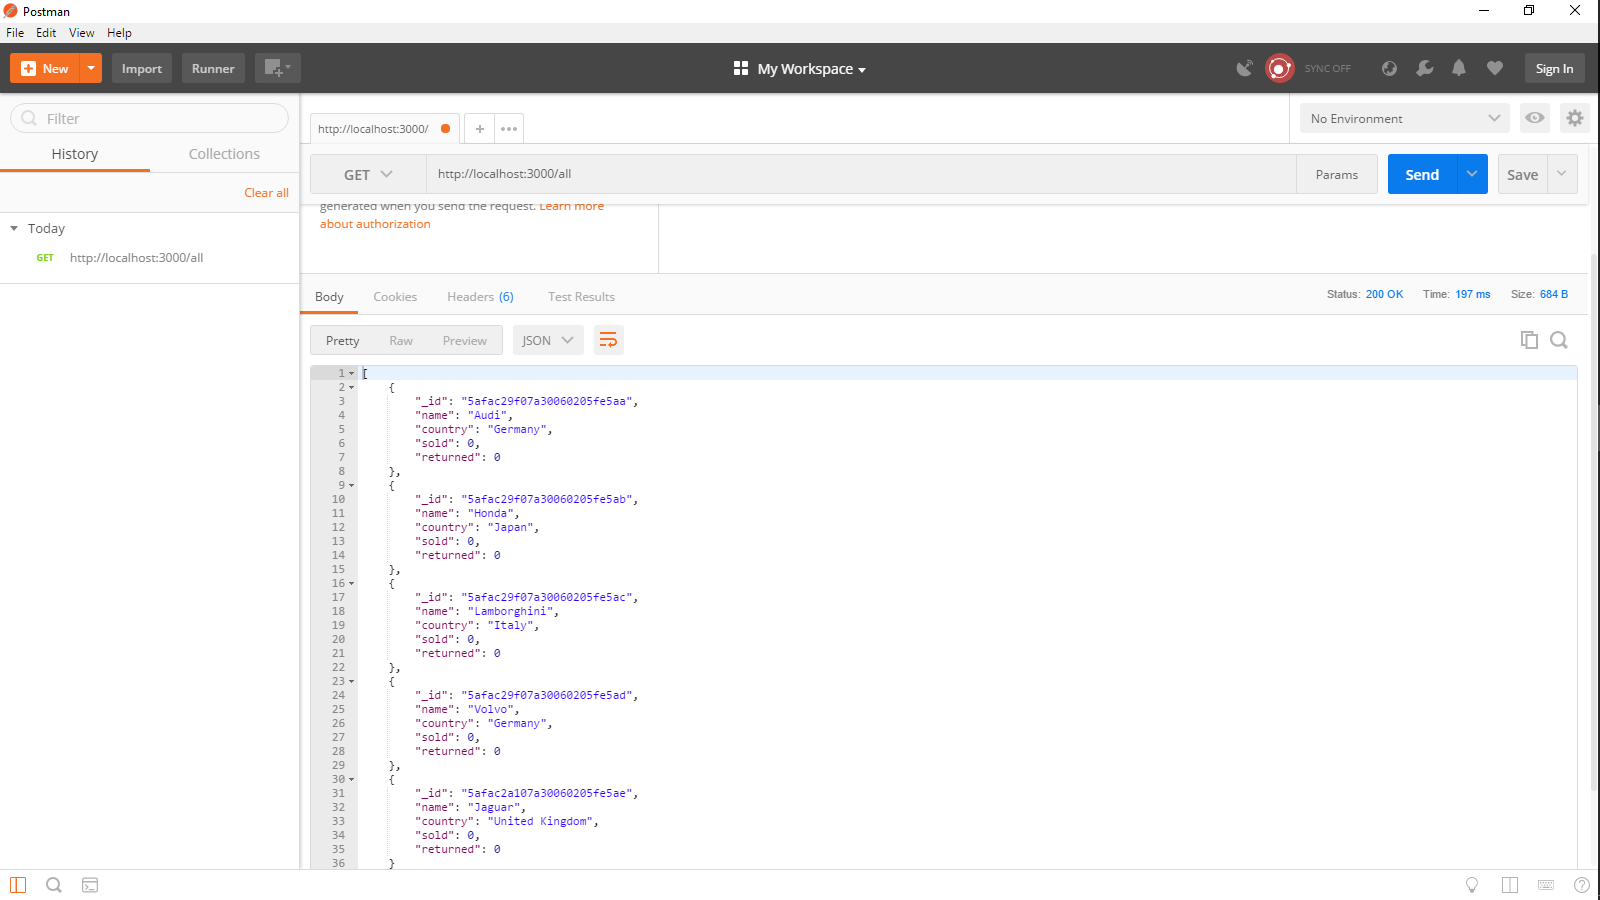 Postman
File Edit View Help
New Import Runner My Workspace SYNC OFF Sign In
Filter
History Collections
Clear all
Today
GET http://localhost:3000/all
http://localhost:3000/ + •••
No Environment
GET http://localhost:3000/all Params Send Save
generated when you send the request. Learn more
about authorization
Body Cookies Headers (6) Test Results Status: 200 OK Time: 197 ms Size: 684 B
Pretty Raw Preview JSON
1 [
2 {
3 "_id": "5afac29f07a30060205fe5aa",
4 "name": "Audi",
5 "country": "Germany",
6 "sold": 0,
7 "returned": 0
8 },
9 {
10 "_id": "5afac29f07a30060205fe5ab",
11 "name": "Honda",
12 "country": "Japan",
13 "sold": 0,
14 "returned": 0
15 },
16 {
17 "_id": "5afac29f07a30060205fe5ac",
18 "name": "Lamborghini",
19 "country": "Italy",
20 "sold": 0,
21 "returned": 0
22 },
23 {
24 "_id": "5afac29f07a30060205fe5ad",
25 "name": "Volvo",
26 "country": "Germany",
27 "sold": 0,
28 "returned": 0
29 },
30 {
31 "_id": "5afac2a107a30060205fe5ae",
32 "name": "Jaguar",
33 "country": "United Kingdom",
34 "sold": 0,
35 "returned": 0
36 }